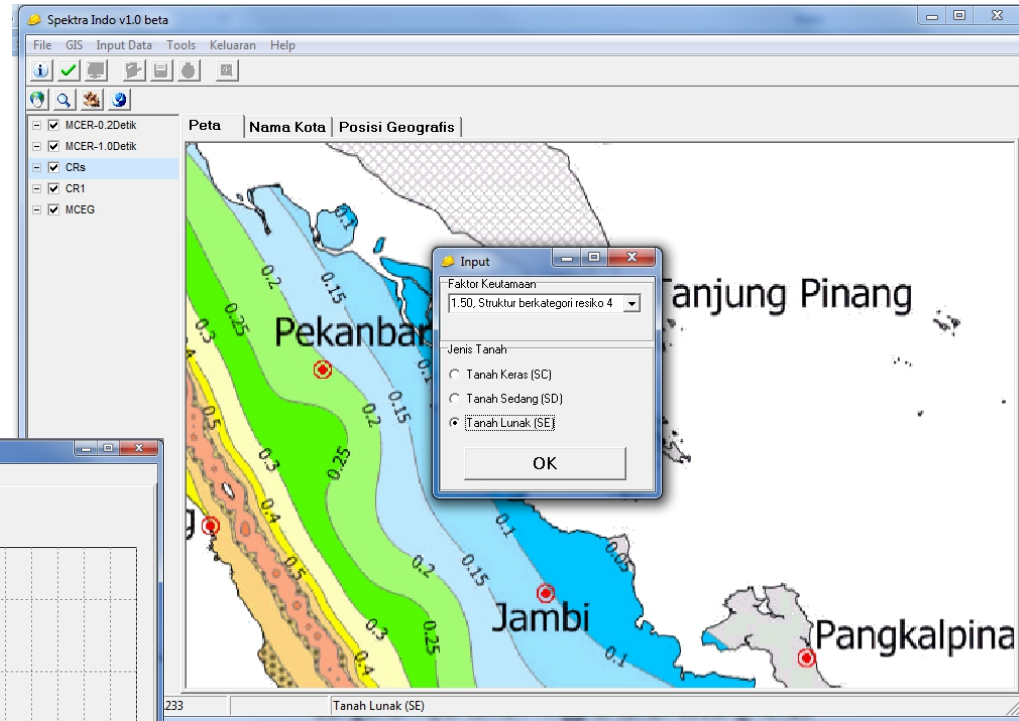 Spektra Indo v1.0 beta
File GIS Input Data Tools Keluaran Help
MCER-0.2Detik
MCER-1.0Detik
CRs
CR1
MCEG
Peta Nama Kota Posisi Geografis
Input
Faktor Keutamaan
1.50, Struktur berkategori resiko 4
Jenis Tanah
Tanah Keras (SC)
Tanah Sedang (SD)
Tanah Lunak (SE)
OK
anjung Pinang
Pekanbar
Jambi
Pangkalpina
g
0.1
0.2
0.15
0.25
0.3
0.4
0.1
0.15
0.2
0.5
0.3
0.25
0.4
0.1
0.05
0.5
0.2
0.15
0.3
0.25
0.1
0.4
233
Tanah Lunak (SE)